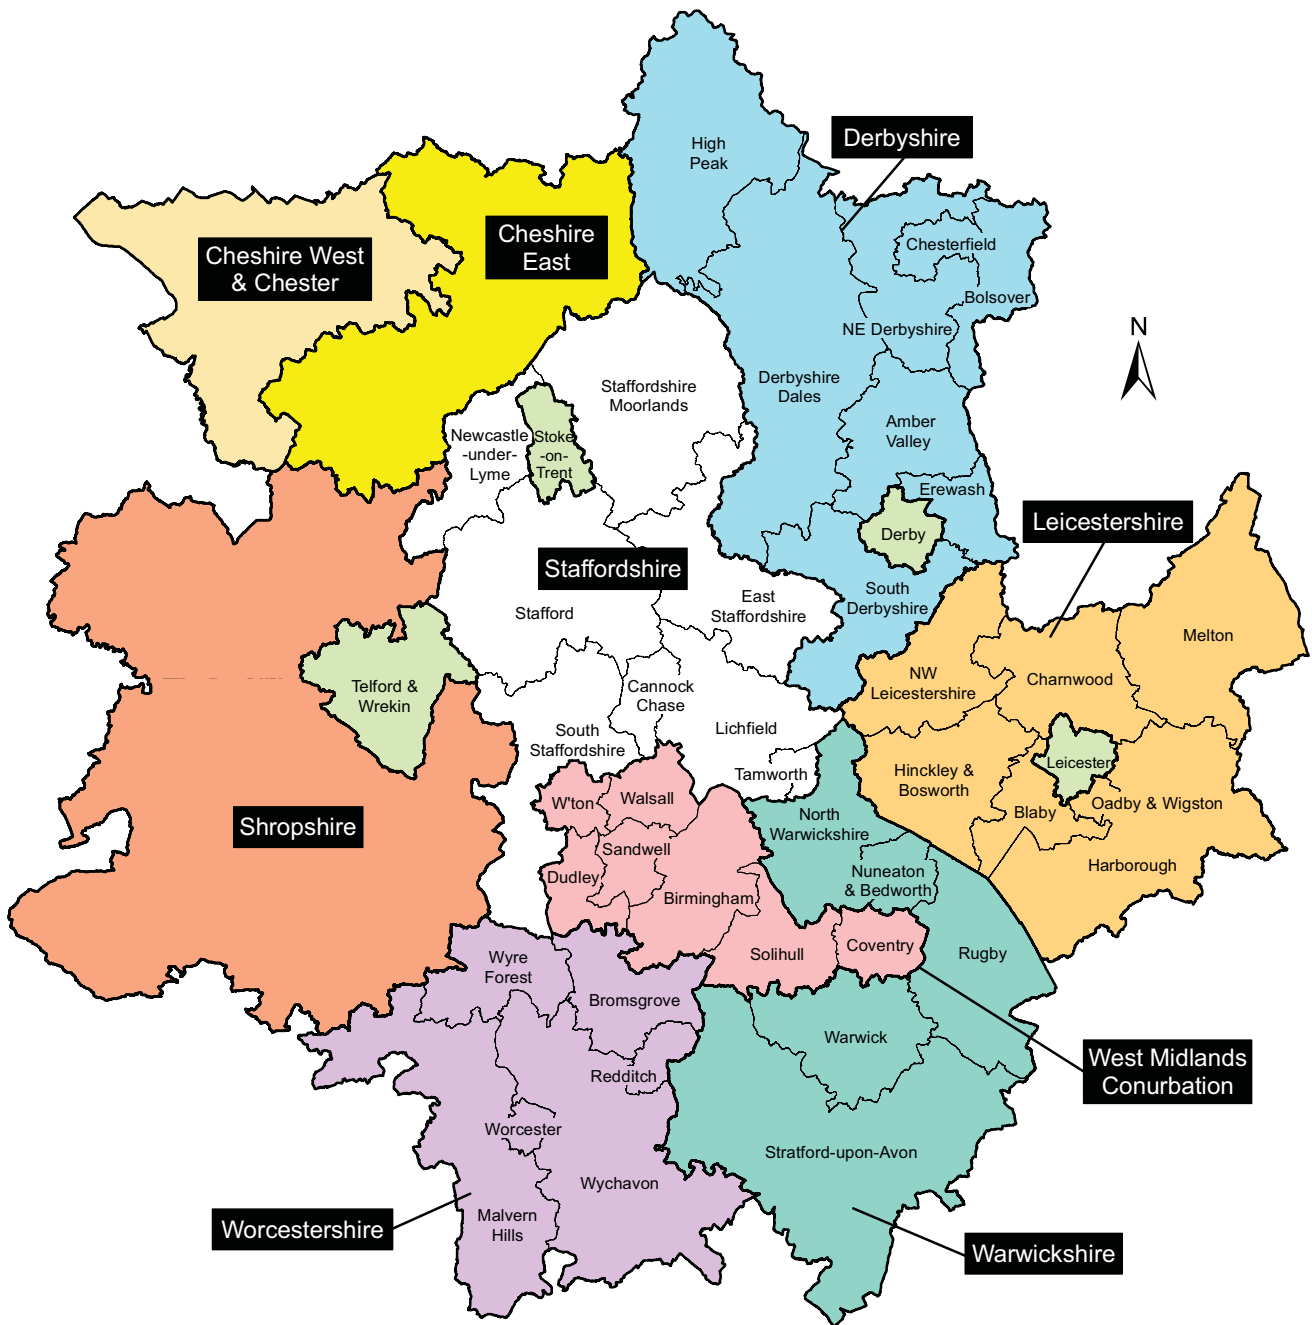 High
Peak
Derbyshire
Cheshire
East
Cheshire West
& Chester
Chesterfield
Bolsover
NE Derbyshire
N
Derbyshire
Dales
Staffordshire
Moorlands
Amber
Valley
Newcastle
-under-
Lyme
Stoke
-on-
Trent
Erewash
Derby
Leicestershire
Staffordshire
South
Derbyshire
East
Staffordshire
Stafford
Melton
NW
Leicestershire
Charnwood
Telford &
Wrekin
Cannock
Chase
Lichfield
South
Staffordshire
Tamworth
Leicester
Hinckley &
Bosworth
Blaby
Oadby & Wigston
Harborough
W'ton
Walsall
North
Warwickshire
Shropshire
Sandwell
Dudley
Birmingham
Nuneaton
& Bedworth
Solihull
Coventry
Rugby
Wyre
Forest
Bromsgrove
Warwick
West Midlands
Conurbation
Redditch
Worcester
Stratford-upon-Avon
Wychavon
Malvern
Hills
Worcestershire
Warwickshire